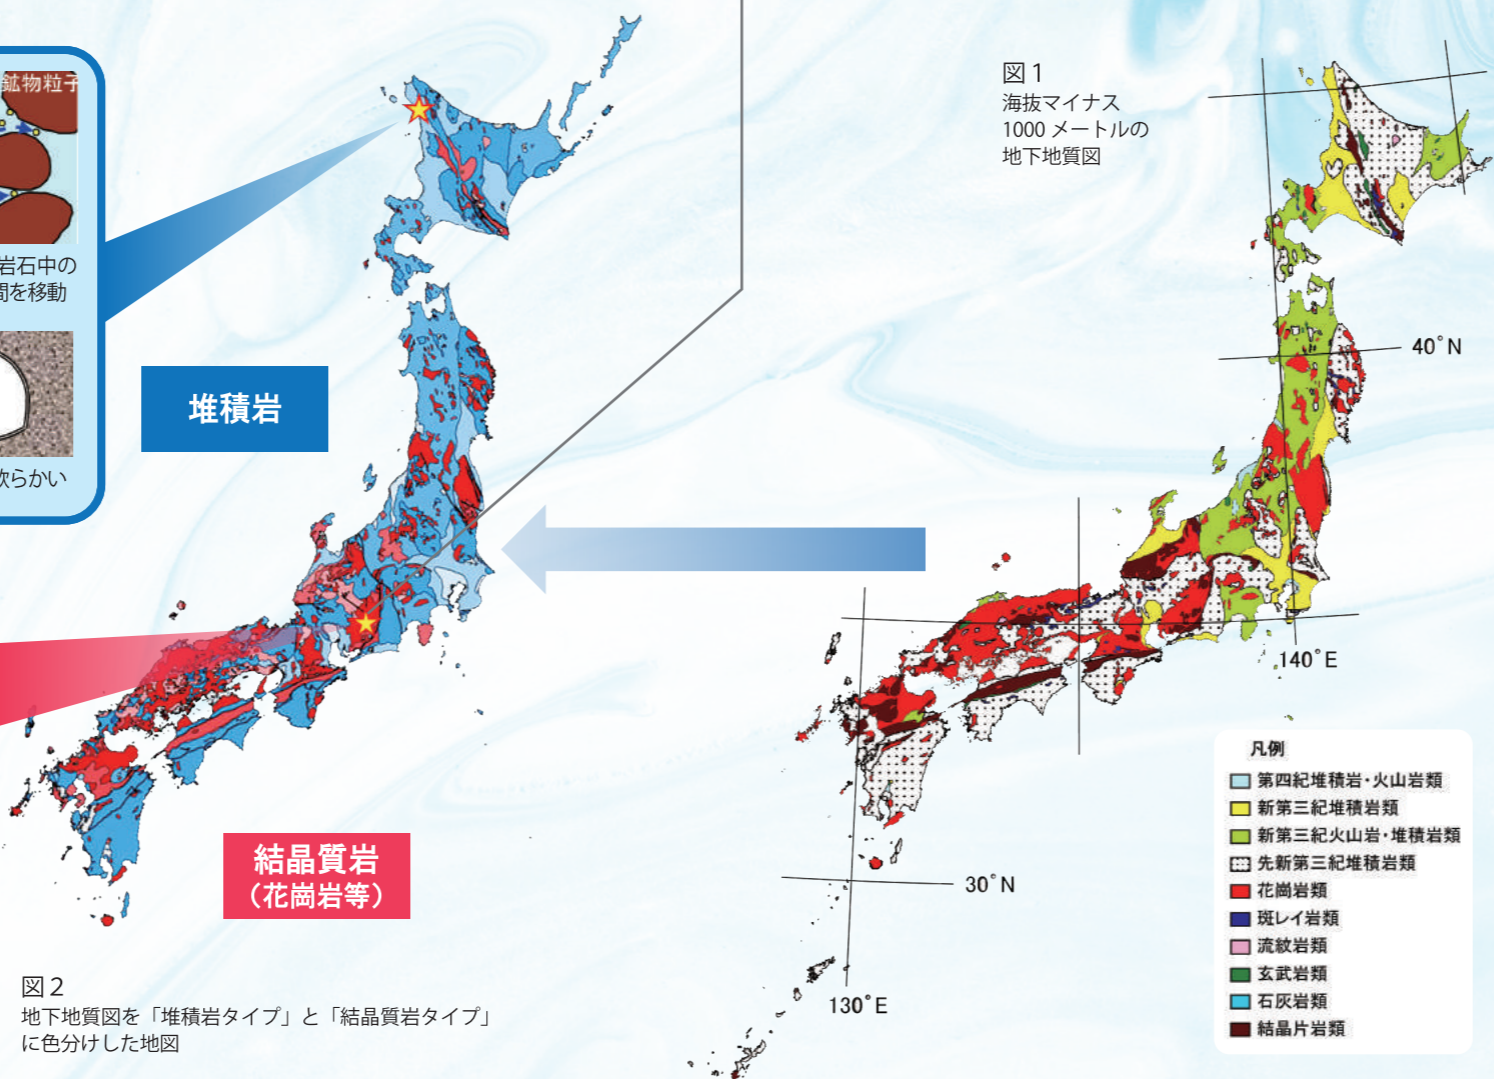 鉱物粒子
岩石中の
間を移動
軟らかい
堆積岩
結晶質岩
(花崗岩等)
図2
地下地質図を「堆積岩タイプ」と「結晶質岩タイプ」
に色分けした地図
図1
海抜マイナス
1000メートルの
地下地質図
40°N
140°E
30°N
130°E
凡例
第四紀堆積岩・火山岩類
新第三紀堆積岩類
新第三紀火山岩・堆積岩類
先新第三紀堆積岩類
花崗岩類
斑レイ岩類
流紋岩類
玄武岩類
石灰岩類
結晶片岩類